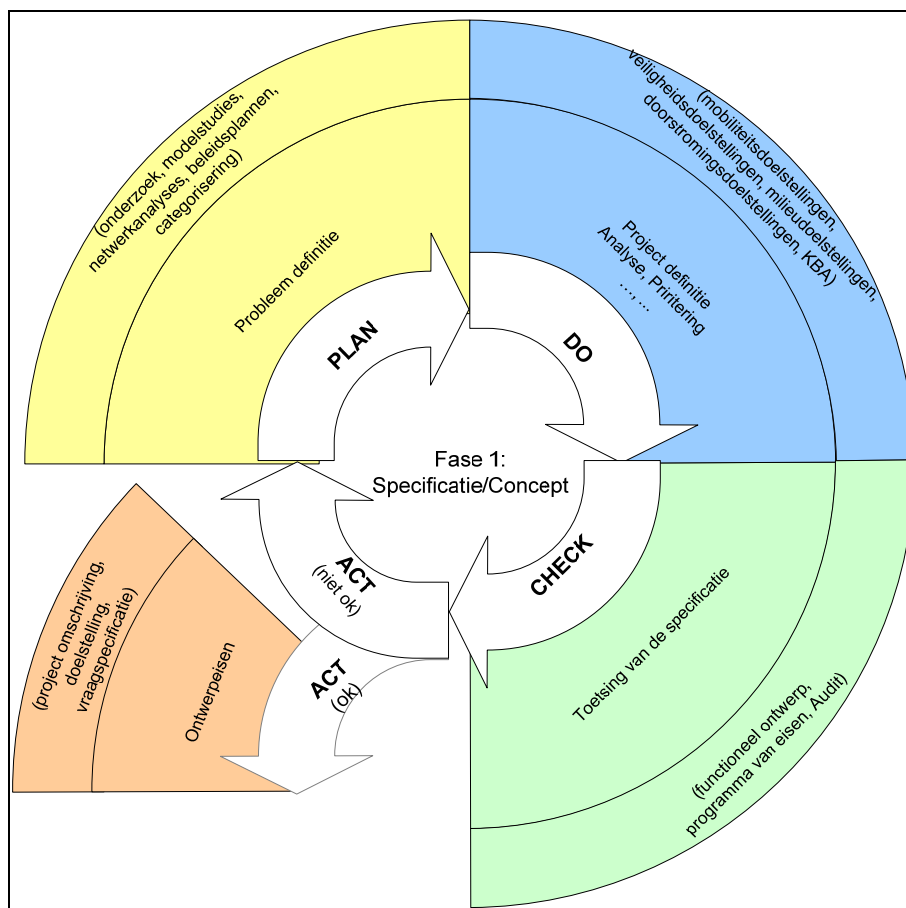 (onderzoek, modelstudies,
netwerkanalyses, beleidsplannen,
categorisering)
Probleem definitie
PLAN
(mobiliteitsdoelstellingen,
veiligheidsdoelstellingen, milieudoelstellingen,
doorstromingsdoelstellingen, KBA)
Project definitie
Analyse, Priritering
…, ...
DO
Fase 1:
Specificatie/Concept
CHECK
Toetsing van de specificatie
(functioneel ontwerp,
programma van eisen, Audit)
ACT
(niet ok)
ACT
(ok)
Ontwerpeisen
(project omschrijving,
doelstelling,
vraagspecificatie)